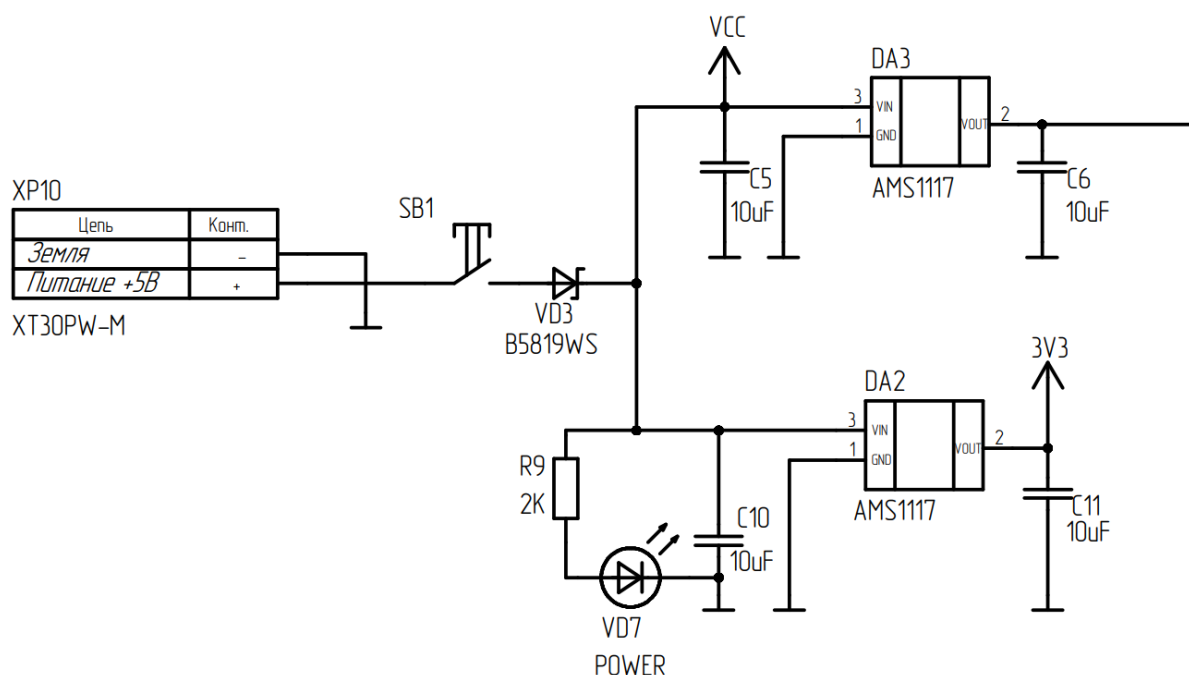 VCC
DA3
3 VIN
1 GND
VOUT 2
AMS1117
C5
10uF
C6
10uF
XP10
Цепь Конт.
Земля -
Питание +5В +
XT30PW-M
SB1
VD3
B5819WS
3V3
DA2
3 VIN
1 GND
VOUT 2
AMS1117
R9
2K
C10
10uF
C11
10uF
VD7
POWER